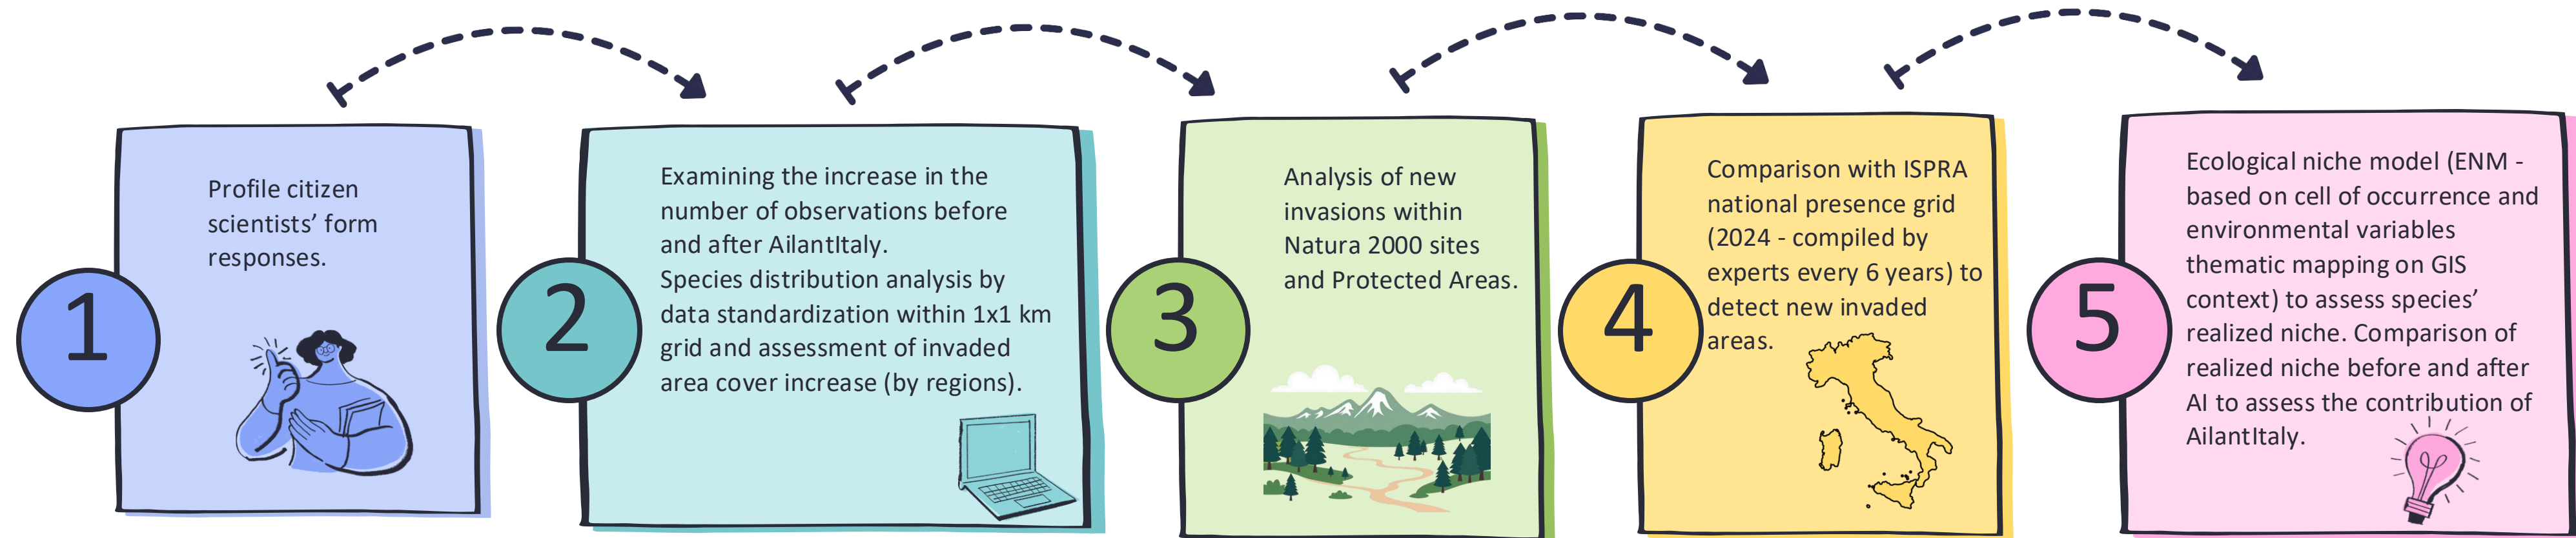 1
Profile citizen
scientists’ form
responses.
2
Examining the increase in the
number of observations before
and after AilantItaly.
Species distribution analysis by
data standardization within 1x1 km
grid and assessment of invaded
area cover increase (by regions).
3
Analysis of new
invasions within
Natura 2000 sites
and Protected Areas.
4
Comparison with ISPRA
national presence grid
(2024 - compiled by
experts every 6 years) to
detect new invaded
areas.
5
Ecological niche model (ENM -
based on cell of occurrence and
environmental variables
thematic mapping on GIS
context) to assess species’
realized niche. Comparison of
realized niche before and after
AI to assess the contribution of
AilantItaly.